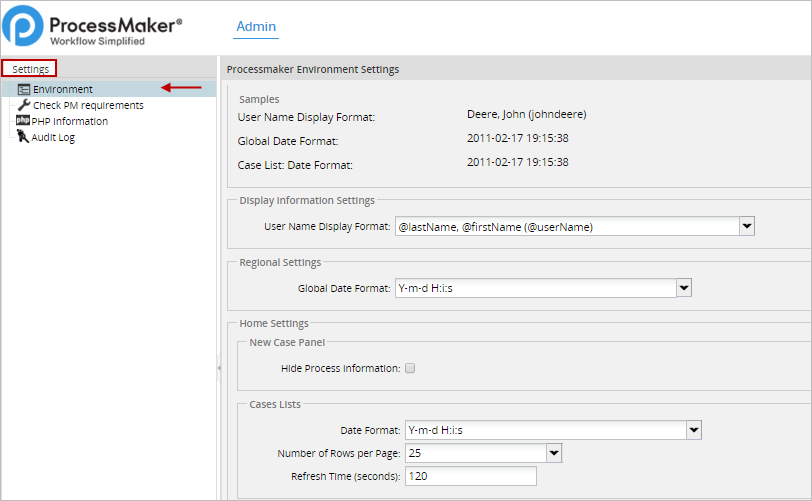 ProcessMaker®
Workflow Simplified
Admin
Settings
Environment
Check PM requirements
php PHP Information
Audit Log
Processmaker Environment Settings
Samples
User Name Display Format: Deere, John (johndeere)
Global Date Format: 2011-02-17 19:15:38
Case List: Date Format: 2011-02-17 19:15:38
Display Information Settings
User Name Display Format: @lastName, @firstName (@userName)
Regional Settings
Global Date Format: Y-m-d H:i:s
Home Settings
New Case Panel
Hide Process Information:
Cases Lists
Date Format: Y-m-d H:i:s
Number of Rows per Page: 25
Refresh Time (seconds): 120